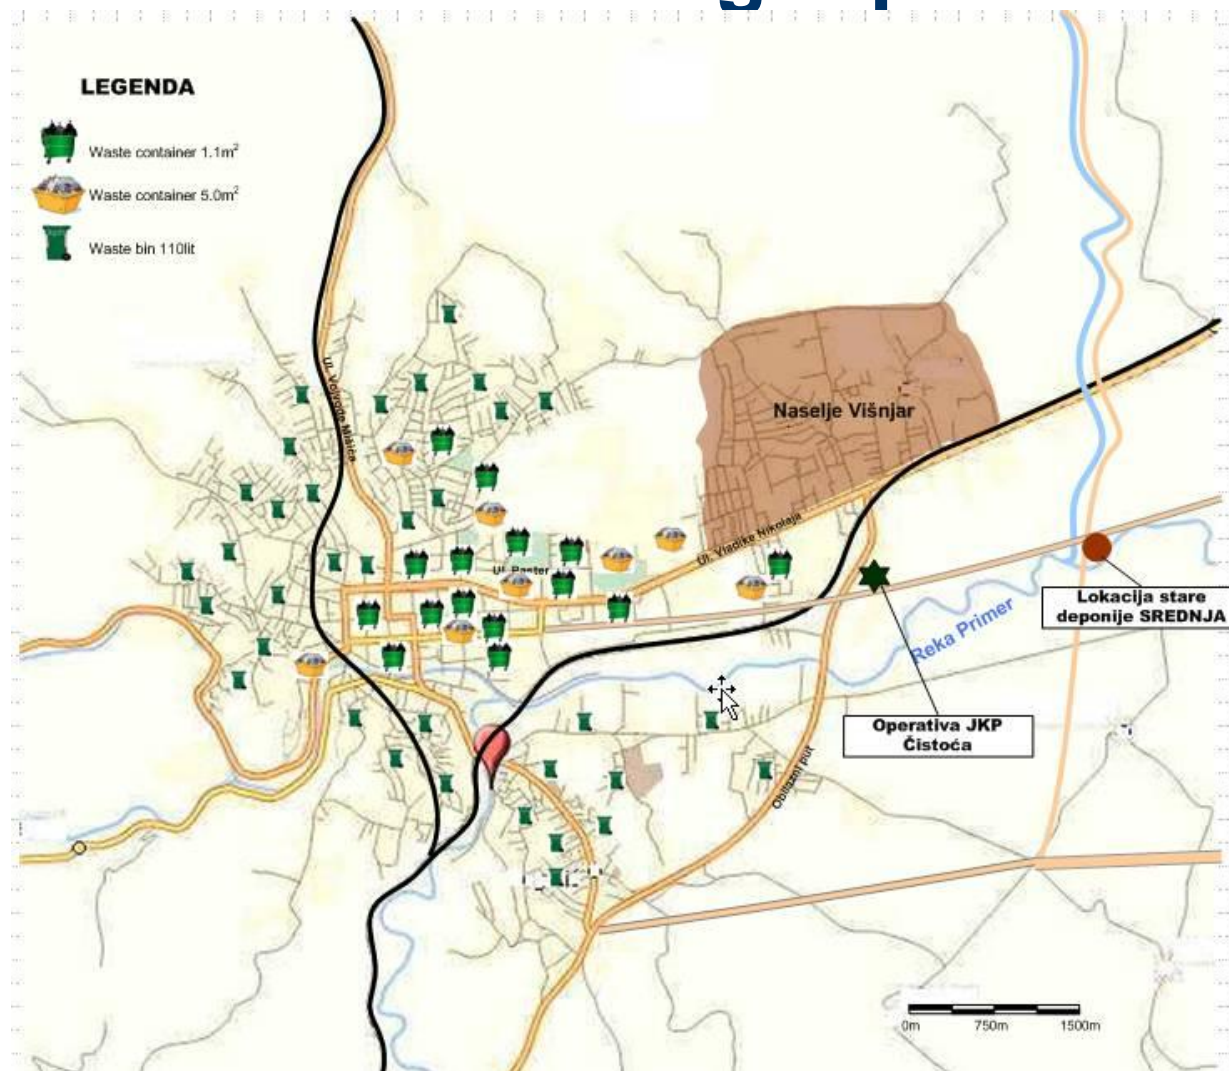 LEGENDA
Waste container 1.1m²
Waste container 5.0m²
Waste bin 110lit
Ul. Vojvode Mišića
Naselje Višnjar
Ul. Vladike Nikolaja
Ul. Paster
Lokacija stare
deponije SREDNJA
Reka Primer
Operativa JKP
Čistoća
Obilazni put
0m 750m 1500m